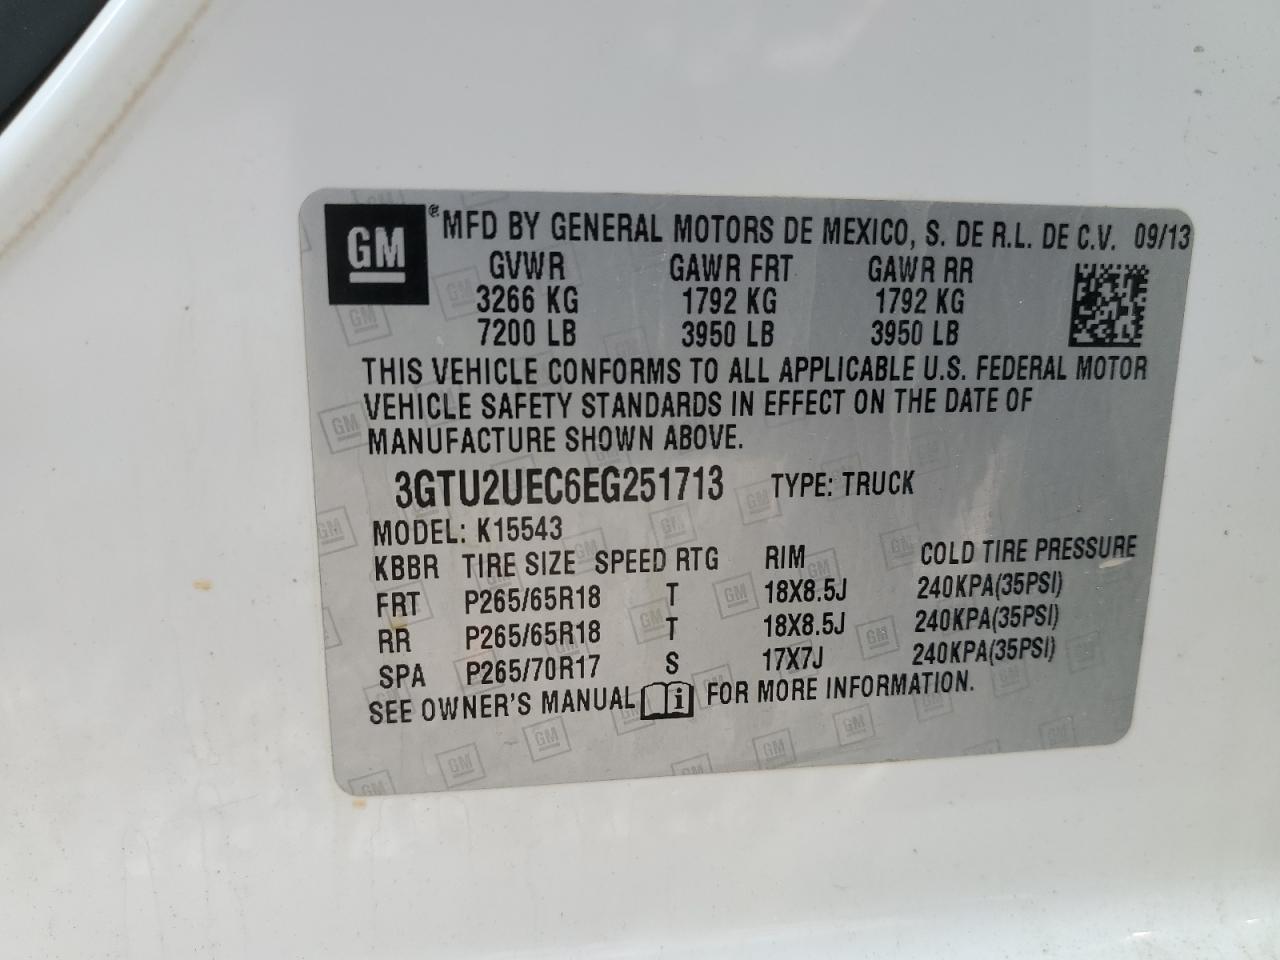 GM® MFD BY GENERAL MOTORS DE MEXICO, S. DE R.L. DE C.V. 09/13
GVWR GAWR FRT GAWR RR
3266 KG 1792 KG 1792 KG
7200 LB 3950 LB 3950 LB
THIS VEHICLE CONFORMS TO ALL APPLICABLE U.S. FEDERAL MOTOR
VEHICLE SAFETY STANDARDS IN EFFECT ON THE DATE OF
MANUFACTURE SHOWN ABOVE.
3GTU2UEC6EG251713 TYPE: TRUCK
MODEL: K15543
KBBR TIRE SIZE SPEED RTG RIM COLD TIRE PRESSURE
FRT P265/65R18 T 18X8.5J 240KPA(35PSI)
RR P265/65R18 T 18X8.5J 240KPA(35PSI)
SPA P265/70R17 S 17X7J 240KPA(35PSI)
SEE OWNER'S MANUAL i FOR MORE INFORMATION.